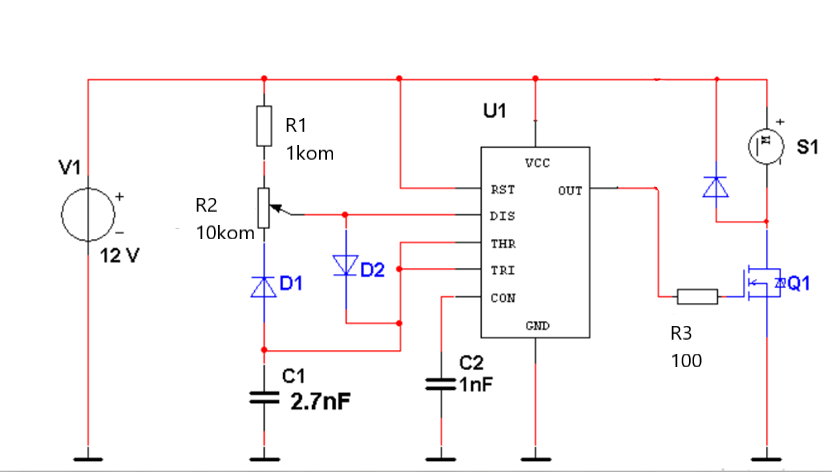 U1
R1
1kom
V1
+
−
12 V
R2
10kom
D1
D2
VCC
RST
DIS
THR
TRI
CON
OUT
GND
+
M
S1
Q1
R3
100
C1
2.7nF
C2
1nF